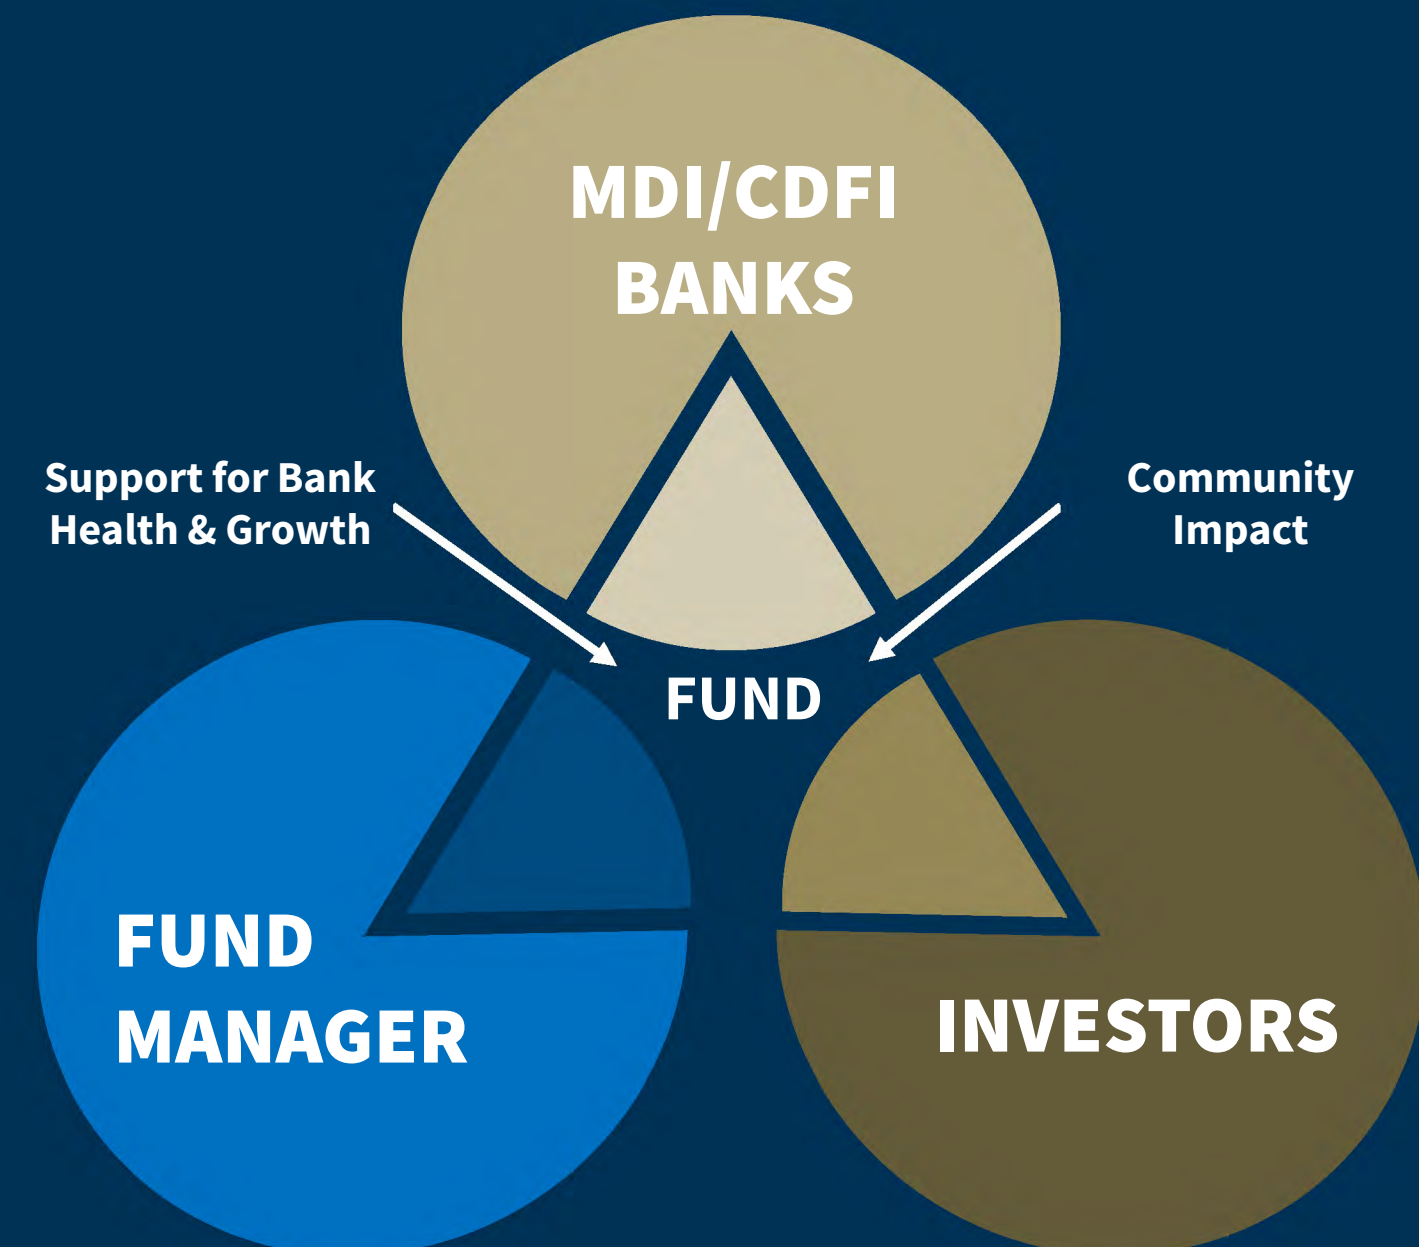 MDI/CDFI
BANKS
Support for Bank
Health & Growth
Community
Impact
FUND
FUND
MANAGER
INVESTORS